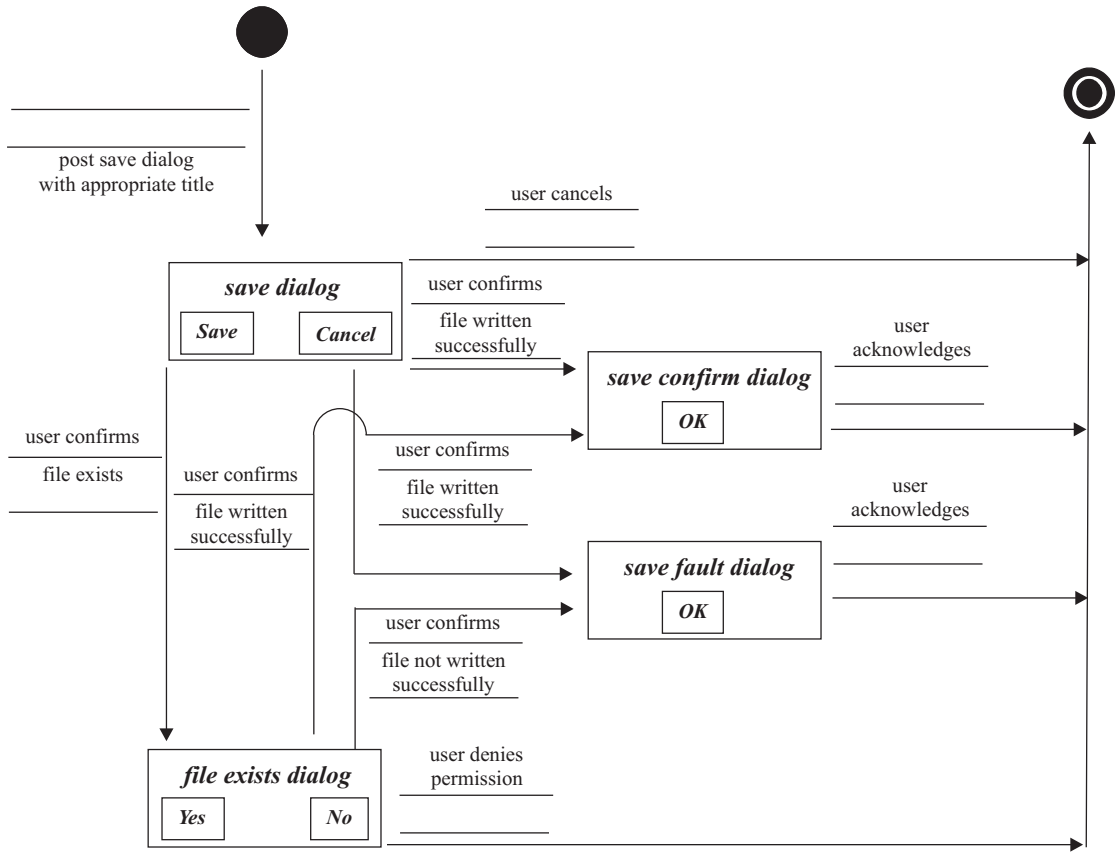 post save dialog
with appropriate title
user cancels
save dialog
Save
Cancel
user confirms
file written
successfully
user
acknowledges
save confirm dialog
OK
user confirms
file exists
user confirms
file written
successfully
user confirms
file written
successfully
user
acknowledges
save fault dialog
OK
user confirms
file not written
successfully
user denies
permission
file exists dialog
Yes
No